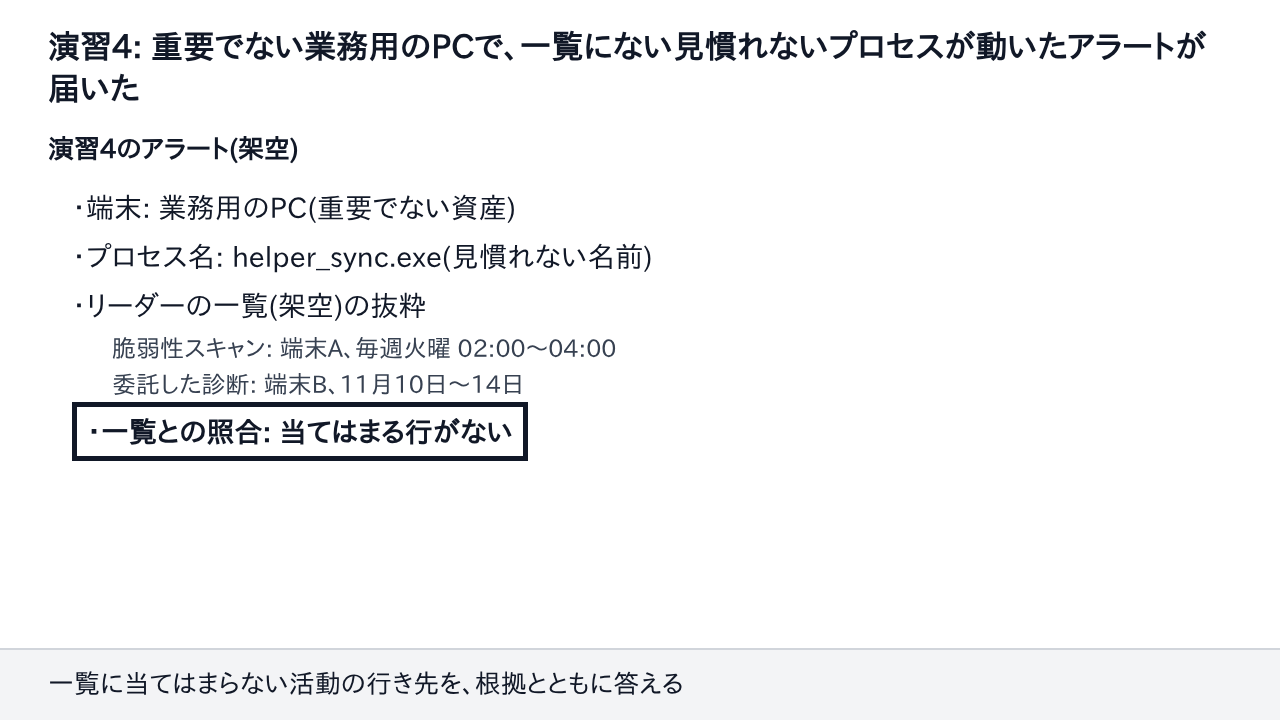 演習4: 重要でない業務用のPCで、一覧にない見慣れないプロセスが動いたアラートが
届いた
演習4のアラート(架空)
・端末: 業務用のPC(重要でない資産)
・プロセス名: helper_sync.exe(見慣れない名前)
・リーダーの一覧(架空)の抜粋
脆弱性スキャン: 端末A、毎週火曜 02:00〜04:00
委託した診断: 端末B、11月10日〜14日
・一覧との照合: 当てはまる行がない
一覧に当てはまらない活動の行き先を、根拠とともに答える